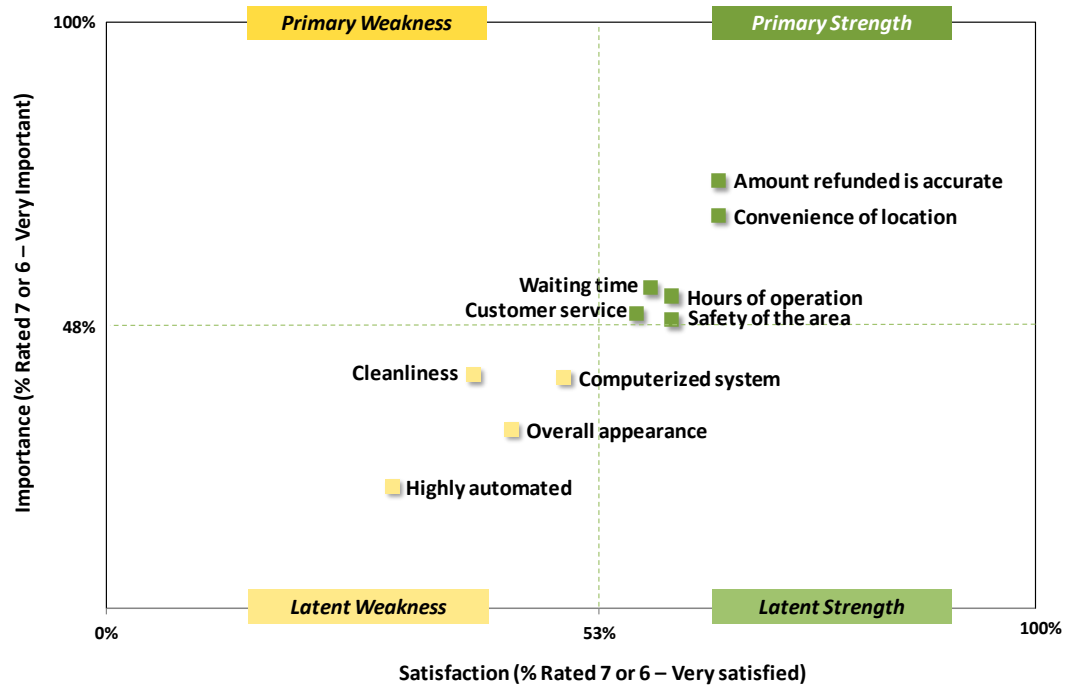 100%
Primary Weakness
Primary Strength
Importance (% Rated 7 or 6 – Very Important)
Amount refunded is accurate
Convenience of location
Waiting time
Hours of operation
Customer service
Safety of the area
48%
Cleanliness
Computerized system
Overall appearance
Highly automated
Latent Weakness
Latent Strength
0%
53%
100%
Satisfaction (% Rated 7 or 6 – Very satisfied)